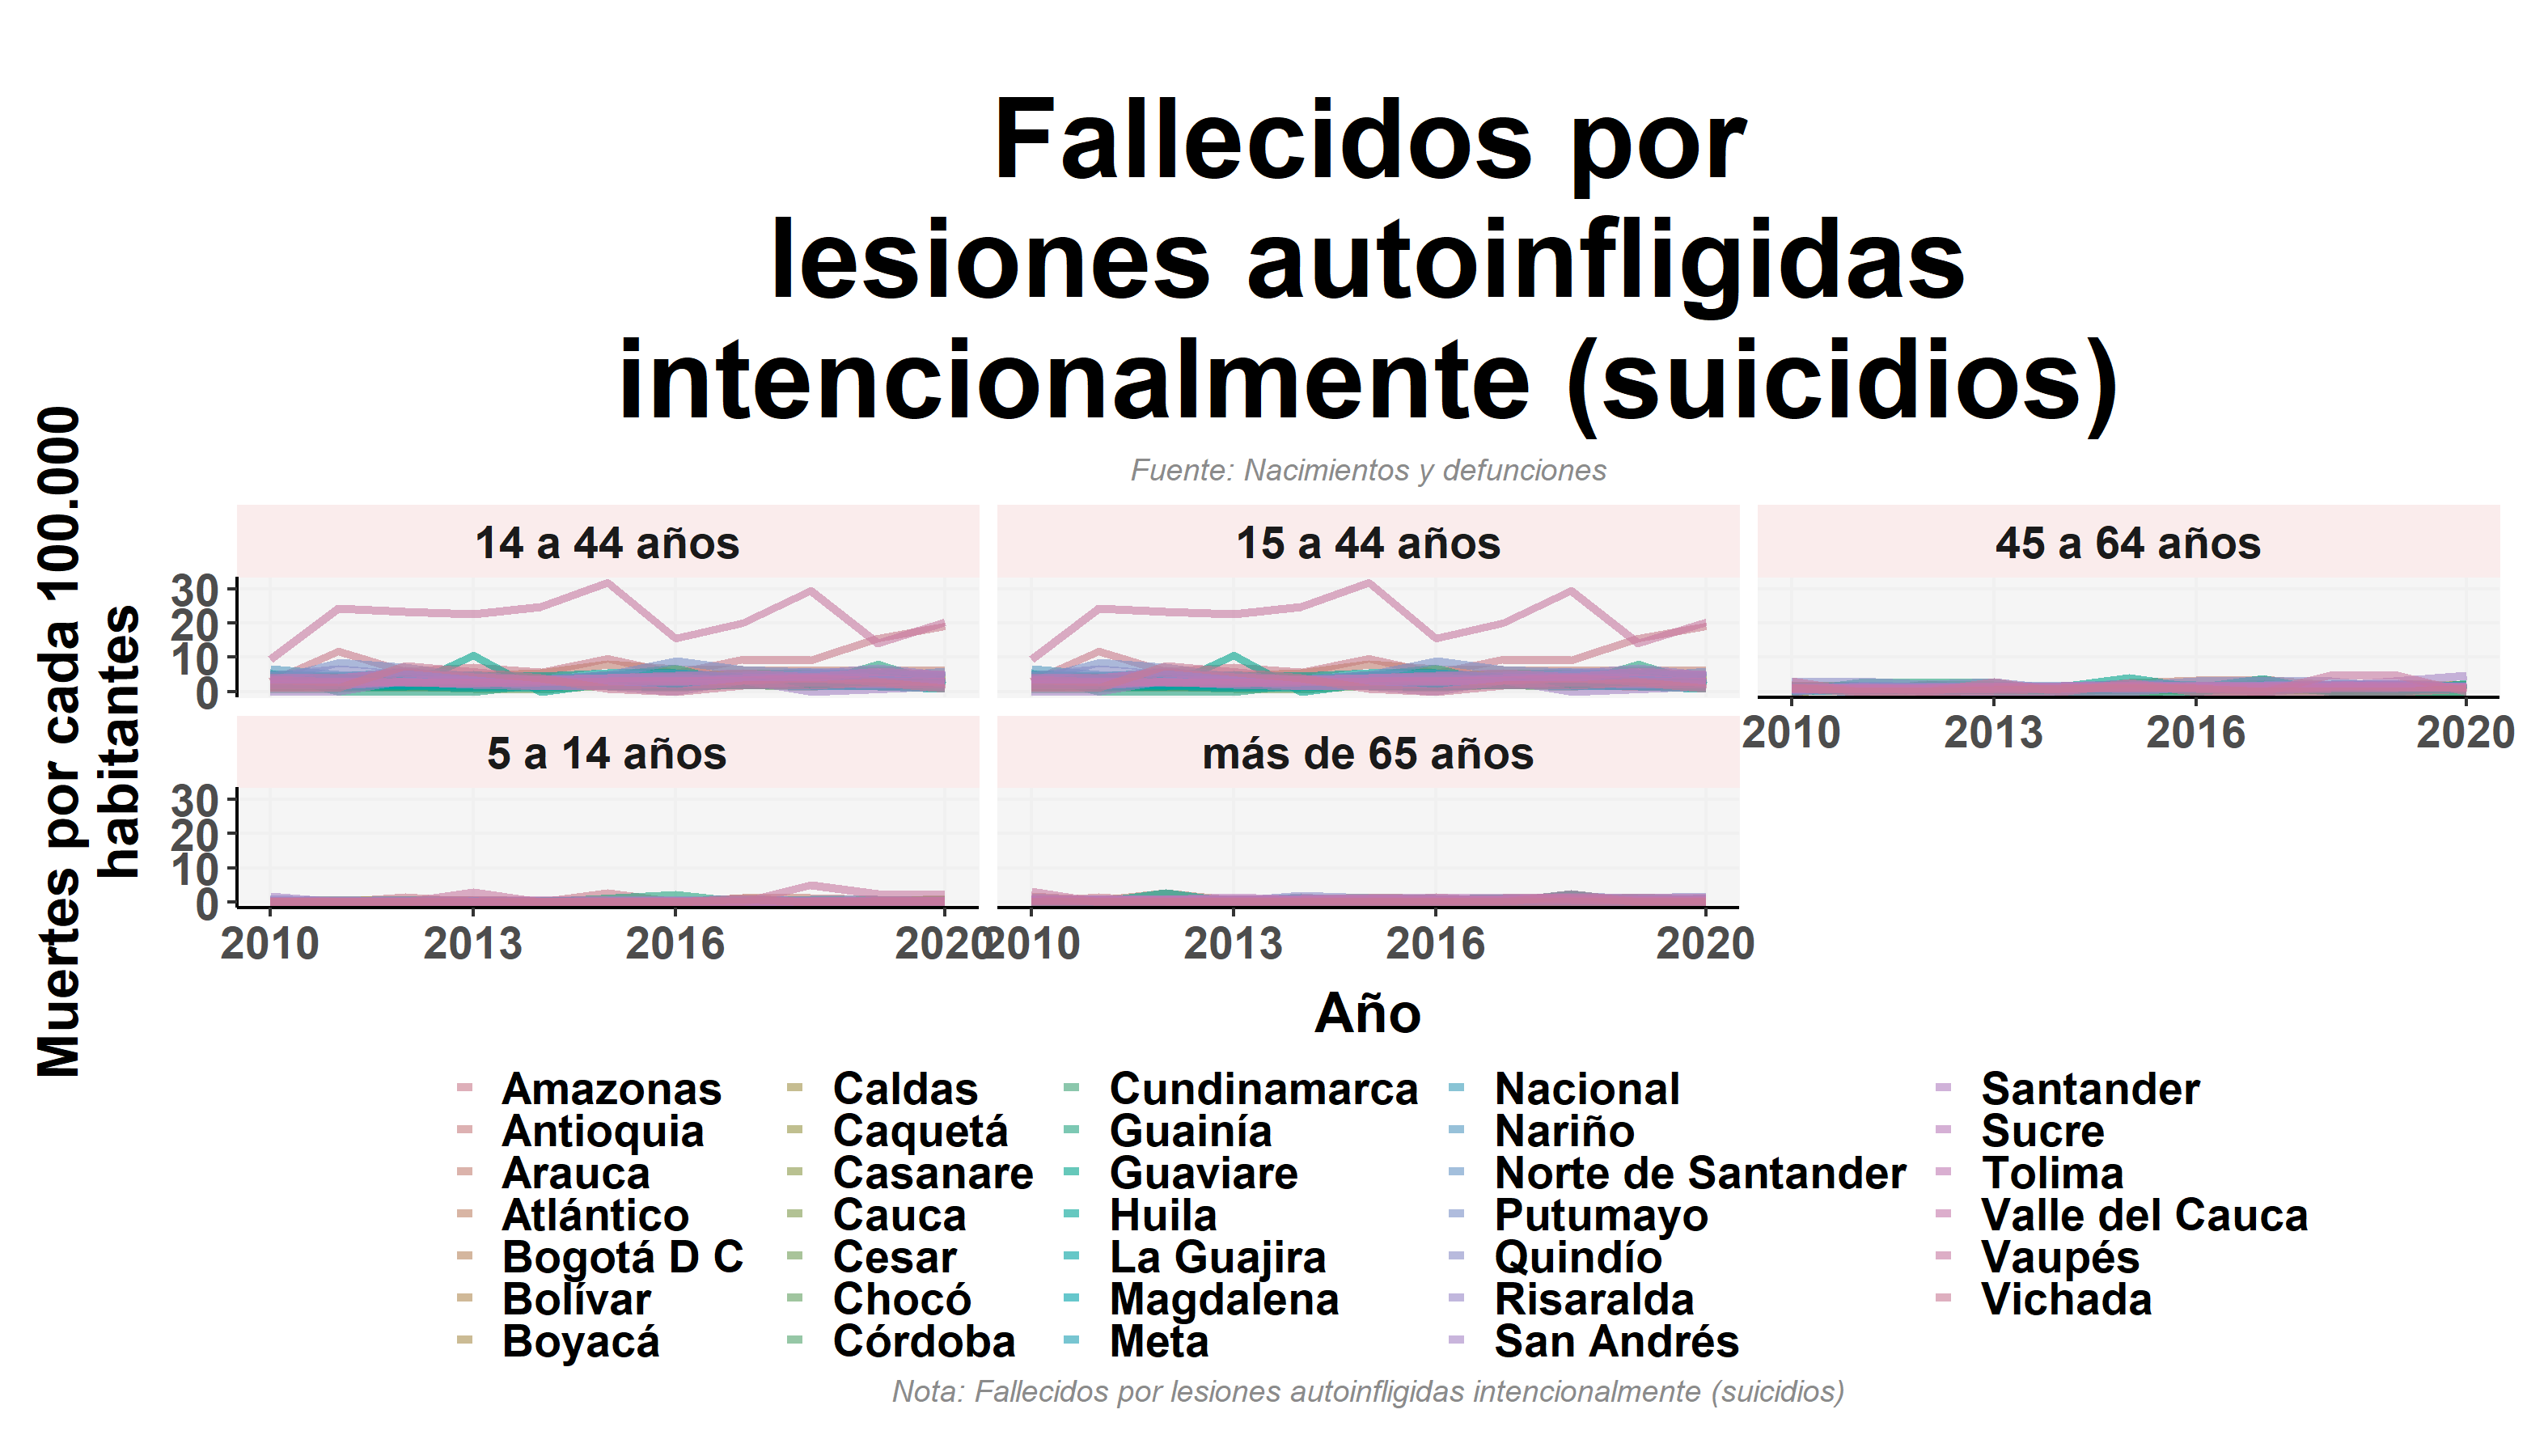 Fallecidos por
lesiones autoinfligidas
intencionalmente (suicidios)
Fuente: Nacimientos y defunciones
Muertes por cada 100.000
habitantes
14 a 44 años
15 a 44 años
45 a 64 años
30
20
10
0
2010 2013 2016 2020
5 a 14 años
más de 65 años
30
20
10
0
2010 2013 2016 2020
2010 2013 2016 2020
Año
Amazonas
Antioquia
Arauca
Atlántico
Bogotá D C
Bolívar
Boyacá
Caldas
Caquetá
Casanare
Cauca
Cesar
Chocó
Córdoba
Cundinamarca
Guainía
Guaviare
Huila
La Guajira
Magdalena
Meta
Nacional
Nariño
Norte de Santander
Putumayo
Quindío
Risaralda
San Andrés
Santander
Sucre
Tolima
Valle del Cauca
Vaupés
Vichada
Nota: Fallecidos por lesiones autoinfligidas intencionalmente (suicidios)